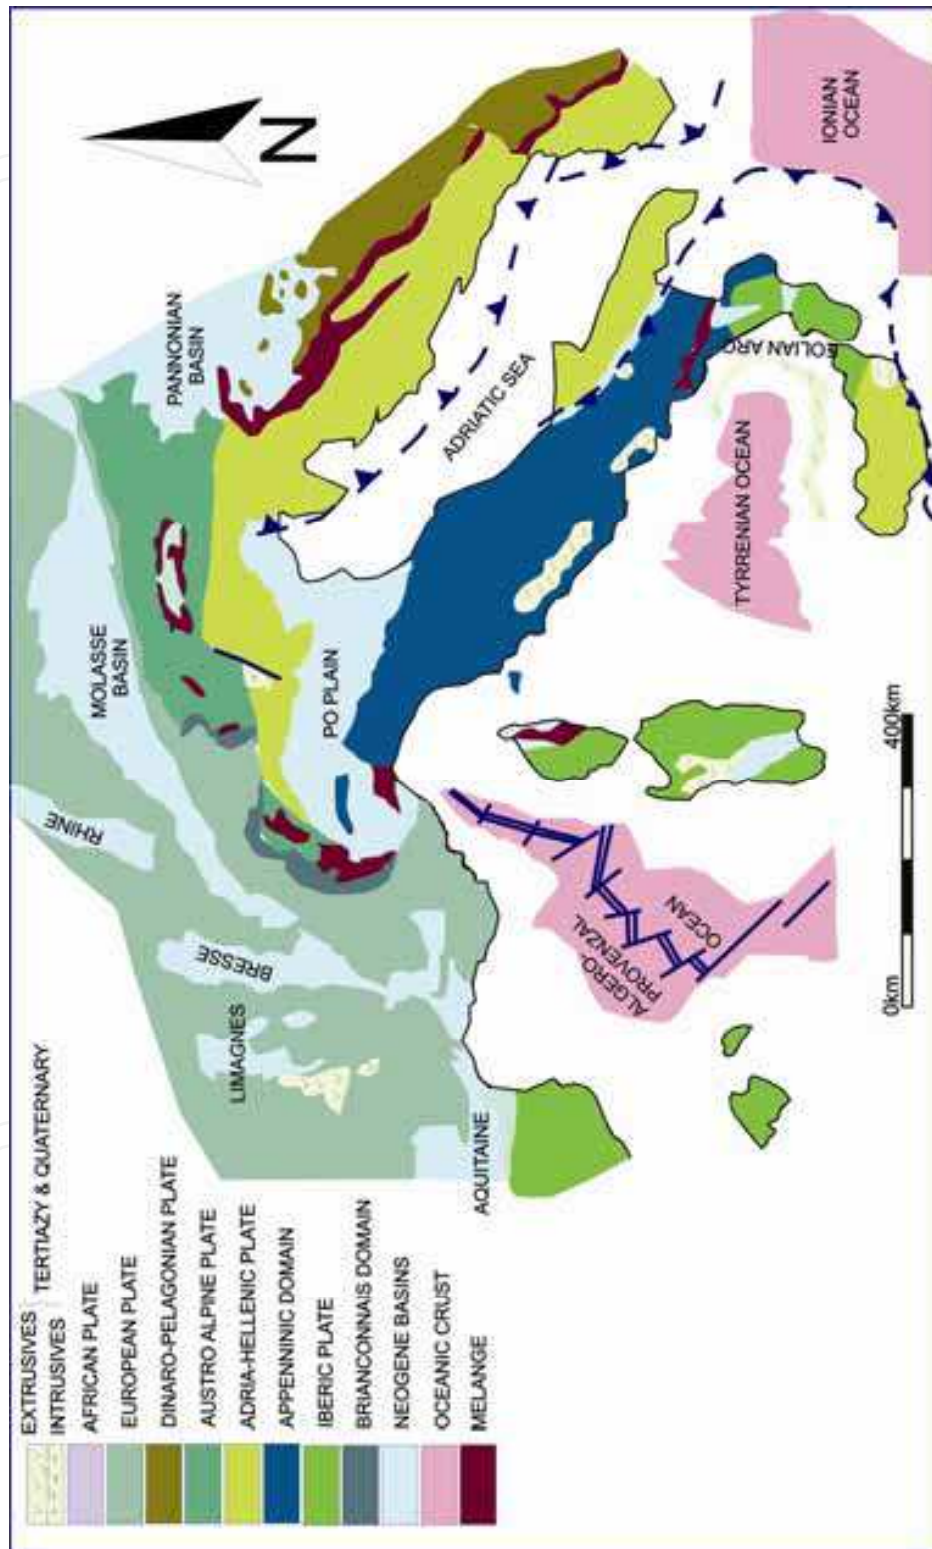 N
IONIAN
OCEAN
PANNONIAN
BASIN
ADRIATIC SEA
EOLIAN ARC
TYRRENIAN OCEAN
MOLASSE
BASIN
PO PLAIN
RHINE
BRESSE
LIMAGNES
AQUITAINE
ALGERO-
PROVENZAL
OCEAN
0km
400km
EXTRUSIVES
INTRUSIVES
TERTIAZY & QUATERNARY
AFRICAN PLATE
EUROPEAN PLATE
DINARO-PELAGONIAN PLATE
AUSTRO ALPINE PLATE
ADRIA-HELLENIC PLATE
APPENNINIC DOMAIN
IBERIC PLATE
BRIANCONNAIS DOMAIN
NEOGENE BASINS
OCEANIC CRUST
MELANGE